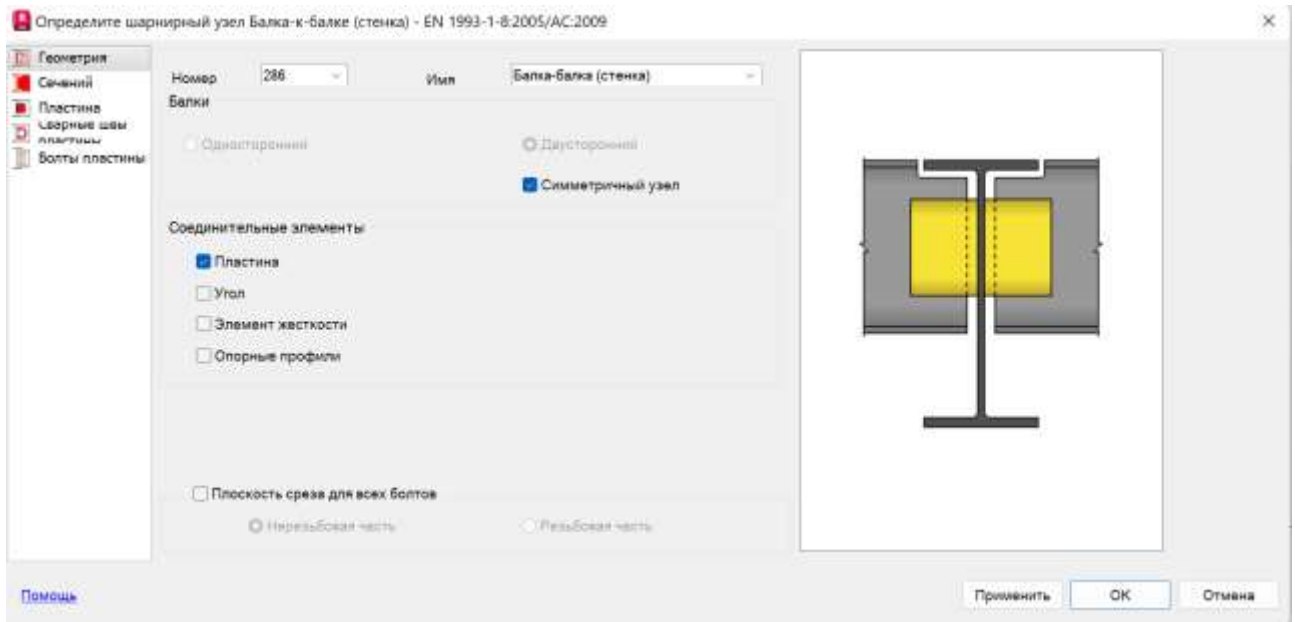 Определите шарнирный узел Балка-к-балке (стенка) - EN 1993-1-8:2005/AC:2009
Геометрия
Сечений
Пластина
Сварные швы пластины
Болты пластины
Номер 286 Имя Балка-балка (стенка)
Балки
Односторонний Двусторонний
Симметричный узел
Соединительные элементы
Пластина
Угол
Элемент жесткости
Опорные профили
Плоскость среза для всех болтов
Нерезьбовая часть Резьбовая часть
Помощь Применить ОК Отмена